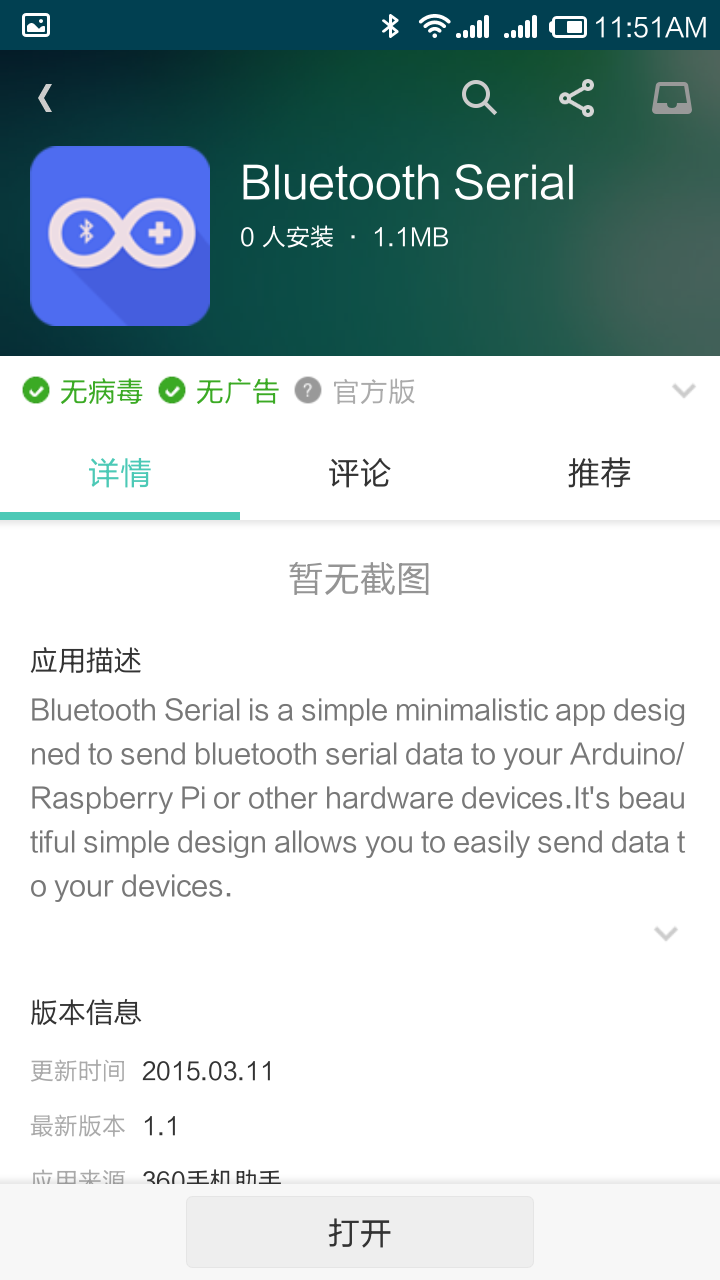 11:51AM
Bluetooth Serial
0 人安装 · 1.1MB
无病毒 无广告 ? 官方版
详情 评论 推荐
暂无截图
应用描述
Bluetooth Serial is a simple minimalistic app desig
ned to send bluetooth serial data to your Arduino/
Raspberry Pi or other hardware devices.It's beau
tiful simple design allows you to easily send data t
o your devices.
版本信息
更新时间 2015.03.11
最新版本 1.1
应用来源 360手机助手
打开